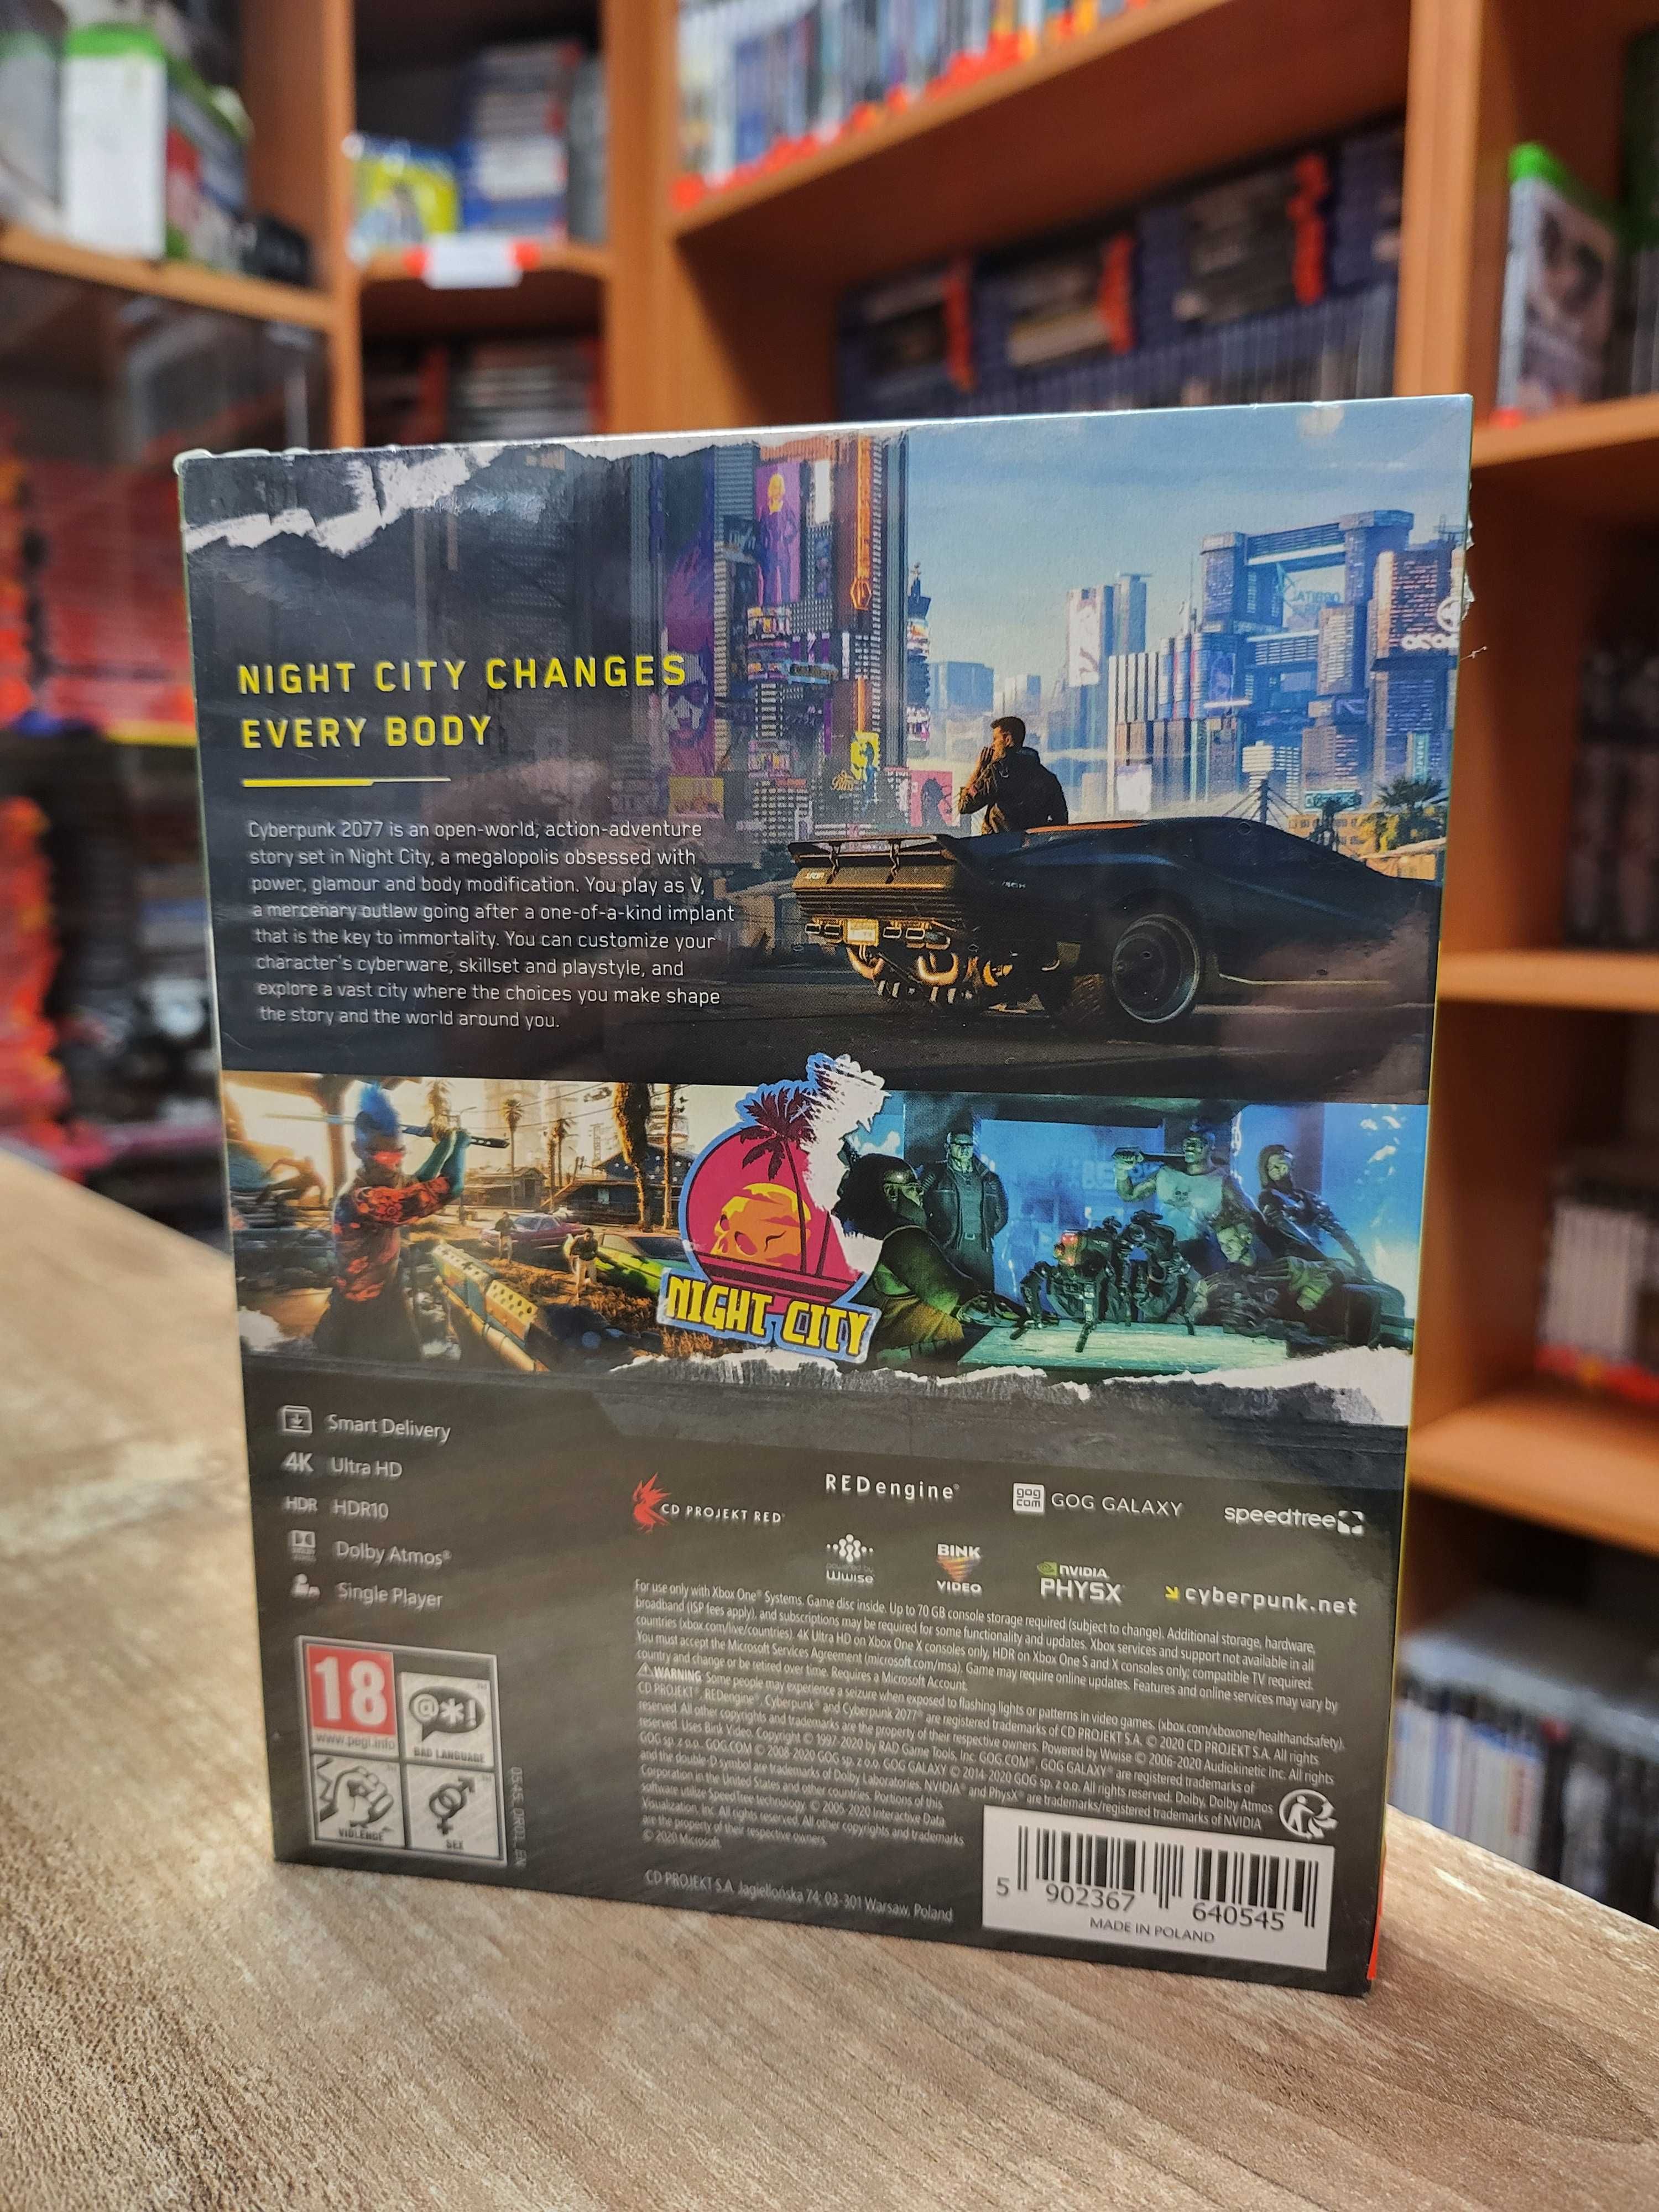 NIGHT CITY CHANGES
EVERY BODY
Cyberpunk 2077 is an open-world, action-adventure
story set in Night City, a megalopolis obsessed with
power, glamour and body modification. You play as V,
a mercenary outlaw going after a one-of-a-kind implant
that is the key to immortality. You can customize your
character's cyberware, skillset and playstyle, and
explore a vast city where the choices you make shape
the story and the world around you.
NIGHT CITY
Smart Delivery
4K Ultra HD
HDR HDR10
Dolby Atmos®
Single Player
CD PROJEKT RED®
REDengine®
gog com GOG GALAXY
speedtree
powered by Wwise
BINK VIDEO
NVIDIA PHYSX
cyberpunk.net
For use only with Xbox One® Systems. Game disc inside. Up to 70 GB console storage required (subject to change). Additional storage, hardware,
broadband (ISP fees apply), and subscriptions may be required for some functionality and updates. Xbox services and support not available in all
countries (xbox.com/live/countries). 4K Ultra HD on Xbox One X consoles only, HDR on Xbox One S and X consoles only; compatible TV required.
You must accept the Microsoft Services Agreement (microsoft.com/msa). Game may require online updates. Features and online services may vary by
country and change or be retired over time. Requires a Microsoft Account.
WARNING Some people may experience a seizure when exposed to flashing lights or patterns in video games. (xbox.com/xboxone/healthandsafety).
CD PROJEKT®, REDengine®, Cyberpunk® and Cyberpunk 2077® are registered trademarks of CD PROJEKT S.A. © 2020 CD PROJEKT S.A. All rights
reserved. All other copyrights and trademarks are the property of their respective owners. Powered by Wwise © 2006-2020 Audiokinetic Inc. All rights
reserved. Uses Bink Video. Copyright © 1997-2020 by RAD Game Tools, Inc. GOG.COM®, GOG GALAXY® are registered trademarks of
GOG sp. z o.o. GOG.COM © 2008-2020 GOG sp. z o.o. GOG GALAXY © 2014-2020 GOG sp. z o.o. All rights reserved. Dolby, Dolby Atmos
and the double-D symbol are trademarks of Dolby Laboratories. NVIDIA® and PhysX® are trademarks/registered trademarks of NVIDIA
Corporation in the United States and other countries. Portions of this
software utilize SpeedTree technology. © 2005-2020 Interactive Data
Visualization, Inc. All rights reserved. All other copyrights and trademarks
are the property of their respective owners.
© 2020 Microsoft.
CD PROJEKT S.A. Jagiellońska 74, 03-301 Warsaw, Poland
18
www.pegi.info
@*!
BAD LANGUAGE
VIOLENCE
SEX
5 902367 640545
MADE IN POLAND